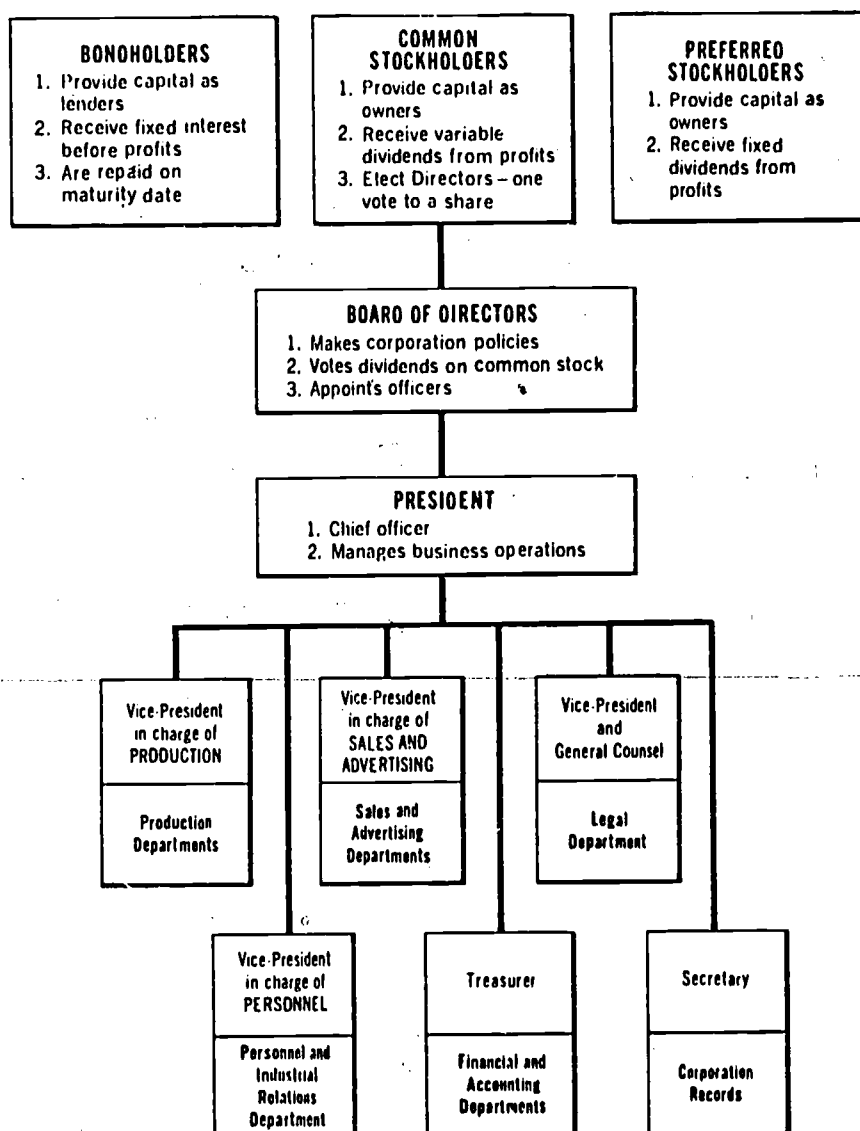 BONOHOLDERS
1. Provide capital as
lenders
2. Receive fixed interest
before profits
3. Are repaid on
maturity date
COMMON
STOCKHOLOERS
1. Provide capital as
owners
2. Receive variable
dividends from profits
3. Elect Directors – one
vote to a share
PREFERREO
STOCKHOLOERS
1. Provide capital as
owners
2. Receive fixed
dividends from
profits
BOARD OF OIRECTORS
1. Makes corporation policies
2. Votes dividends on common stock
3. Appoint's officers
PRESIOENT
1. Chief officer
2. Manages business operations
Vice-President
in charge of
PRODUCTION
Production
Departments
Vice-President
in charge of
SALES AND
ADVERTISING
Sales and
Advertising
Departments
Vice-President
and
General Counsel
Legal
Department
Vice-President
in charge of
PERSONNEL
Personnel and
Industrial
Relations
Department
Treasurer
Financial and
Accounting
Departments
Secretary
Corporation
Records